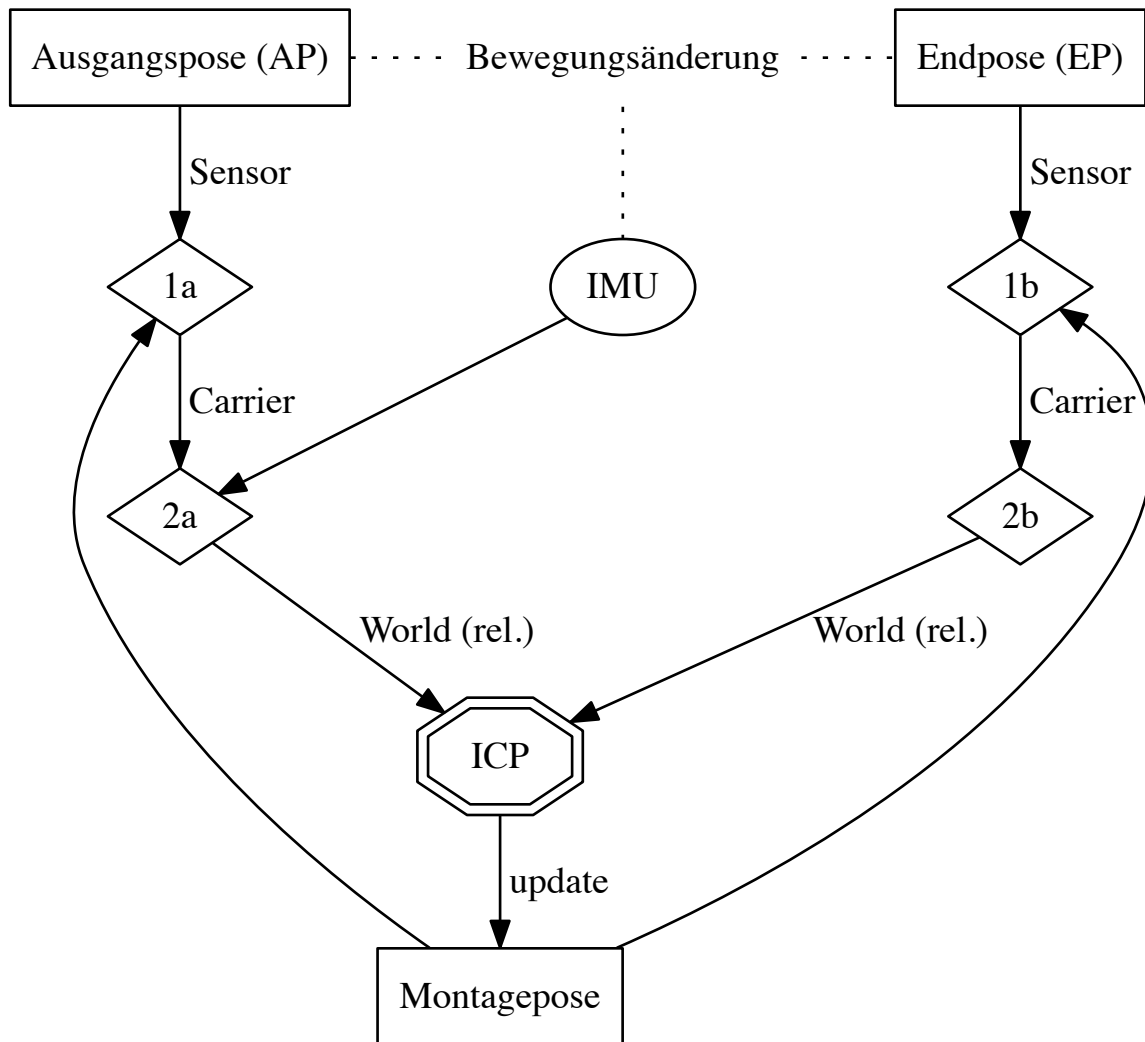 Ausgangspose (AP)
Bewegungsänderung
Endpose (EP)
Sensor
Sensor
1a
IMU
1b
Carrier
Carrier
2a
2b
World (rel.)
World (rel.)
ICP
update
Montagepose